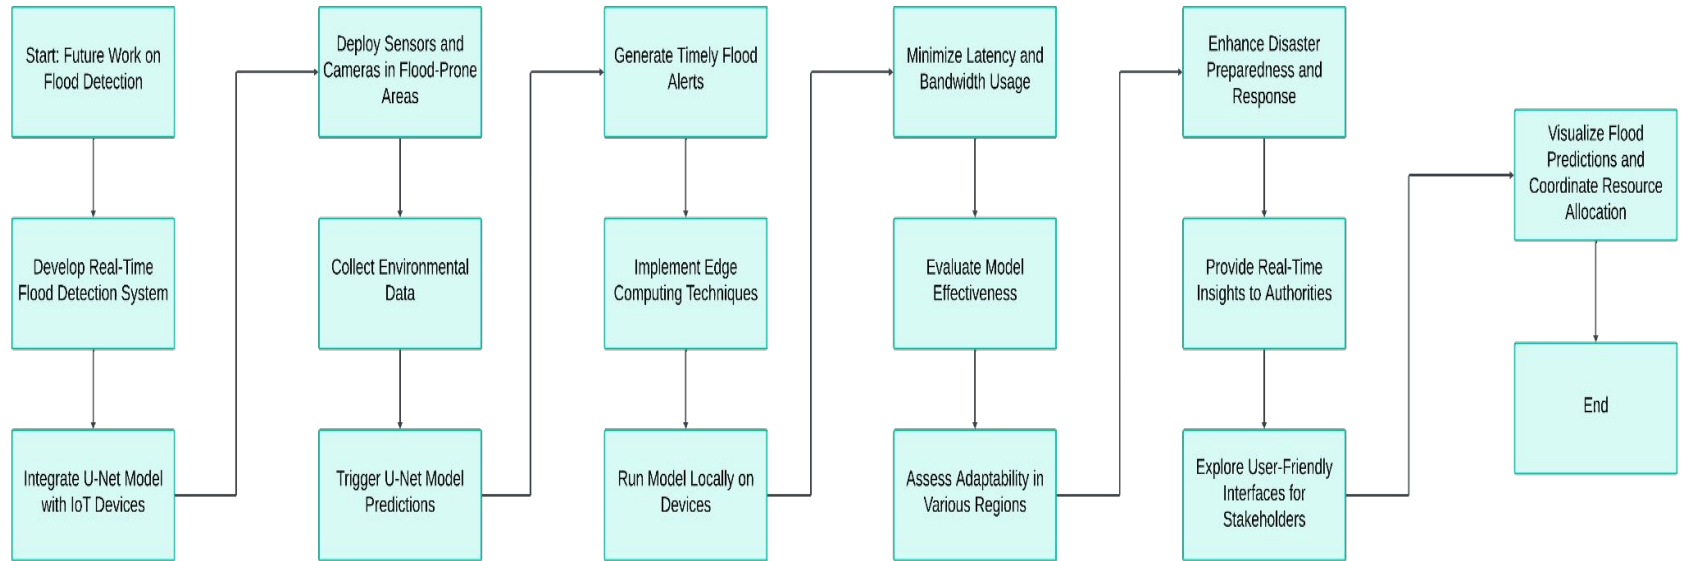 Start: Future Work on
Flood Detection
Develop Real-Time
Flood Detection System
Integrate U-Net Model
with IoT Devices
Deploy Sensors and
Cameras in Flood-Prone
Areas
Collect Environmental
Data
Trigger U-Net Model
Predictions
Generate Timely Flood
Alerts
Implement Edge
Computing Techniques
Run Model Locally on
Devices
Minimize Latency and
Bandwidth Usage
Evaluate Model
Effectiveness
Assess Adaptability in
Various Regions
Enhance Disaster
Preparedness and
Response
Provide Real-Time
Insights to Authorities
Explore User-Friendly
Interfaces for
Stakeholders
Visualize Flood
Predictions and
Coordinate Resource
Allocation
End